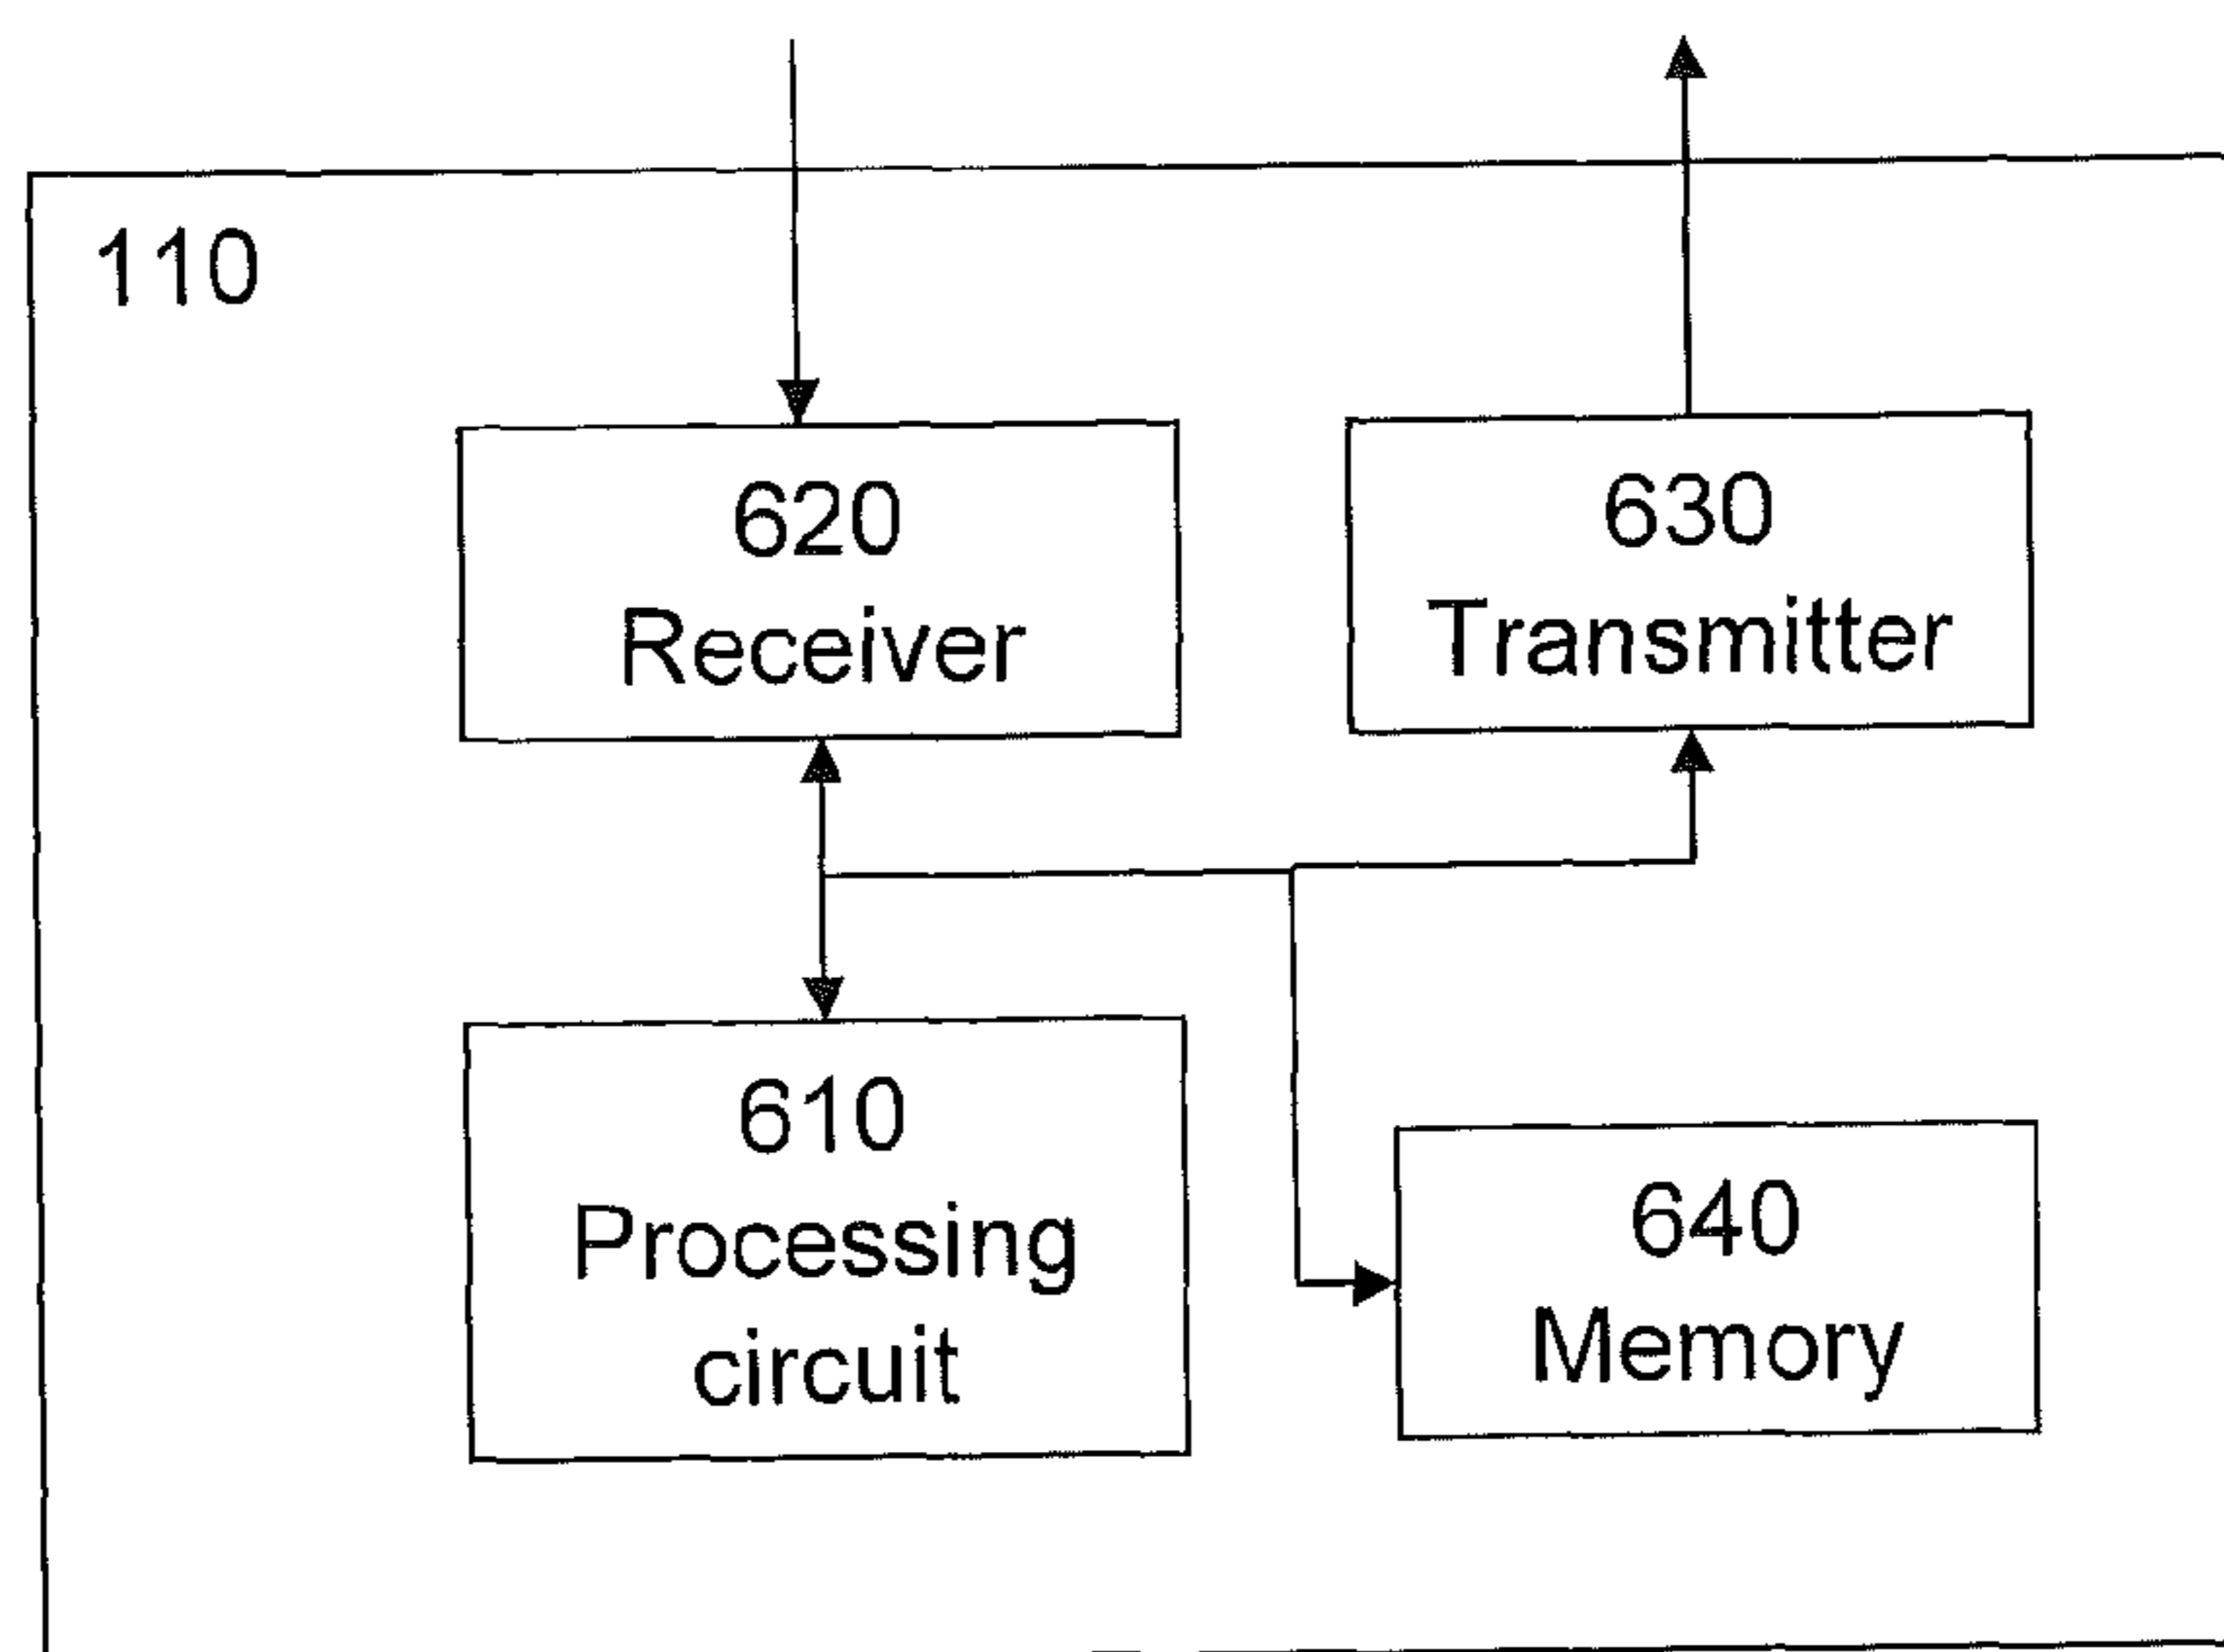 110
620
Receiver
630
Transmitter
610
Processing
circuit
640
Memory